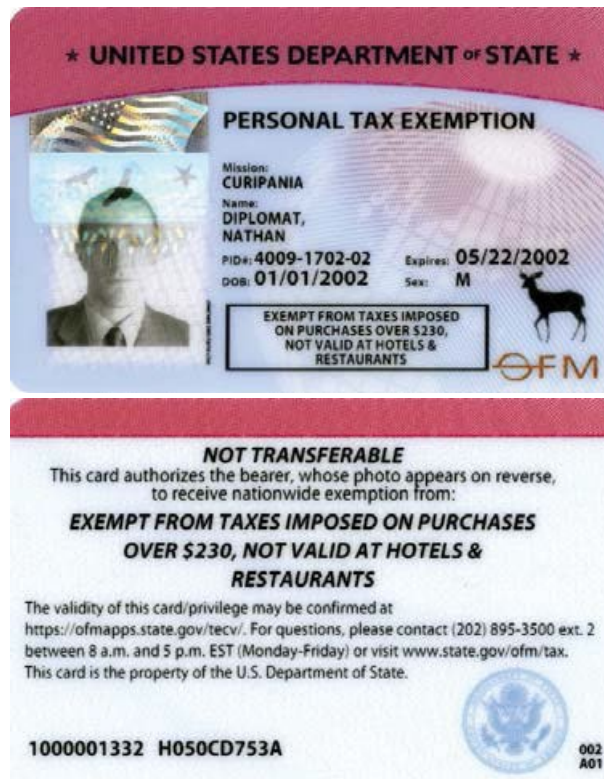 ★ UNITED STATES DEPARTMENT OF STATE ★
PERSONAL TAX EXEMPTION
Mission:
CURIPANIA
Name:
DIPLOMAT,
NATHAN
PID#: 4009-1702-02 Expires: 05/22/2002
DOB: 01/01/2002 Sex: M
EXEMPT FROM TAXES IMPOSED
ON PURCHASES OVER $230,
NOT VALID AT HOTELS &
RESTAURANTS
OFM
NOT TRANSFERABLE
This card authorizes the bearer, whose photo appears on reverse,
to receive nationwide exemption from:
EXEMPT FROM TAXES IMPOSED ON PURCHASES
OVER $230, NOT VALID AT HOTELS &
RESTAURANTS
The validity of this card/privilege may be confirmed at
https://ofmapps.state.gov/tecv/. For questions, please contact (202) 895-3500 ext. 2
between 8 a.m. and 5 p.m. EST (Monday-Friday) or visit www.state.gov/ofm/tax.
This card is the property of the U.S. Department of State.
1000001332 H050CD753A
002
A01